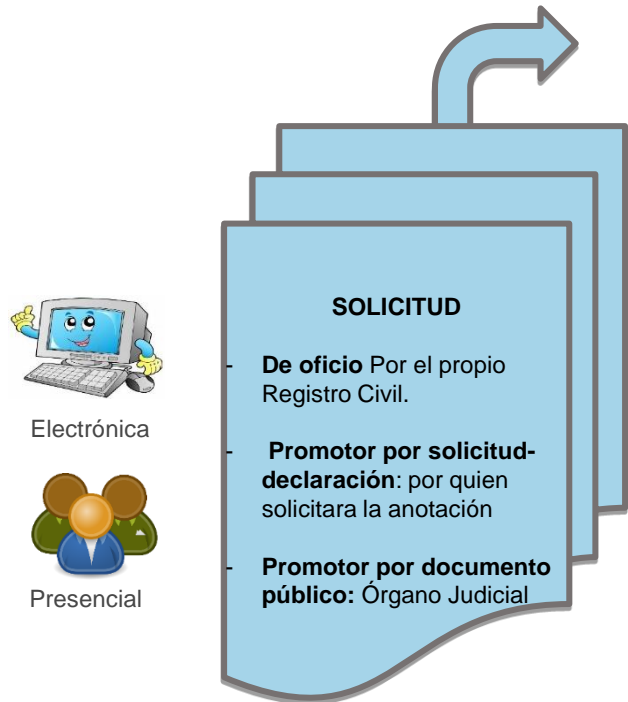 SOLICITUD
- De oficio Por el propio
Registro Civil.
- Promotor por solicitud-
declaración: por quien
solicitara la anotación
- Promotor por documento
público: Órgano Judicial
Electrónica
Presencial